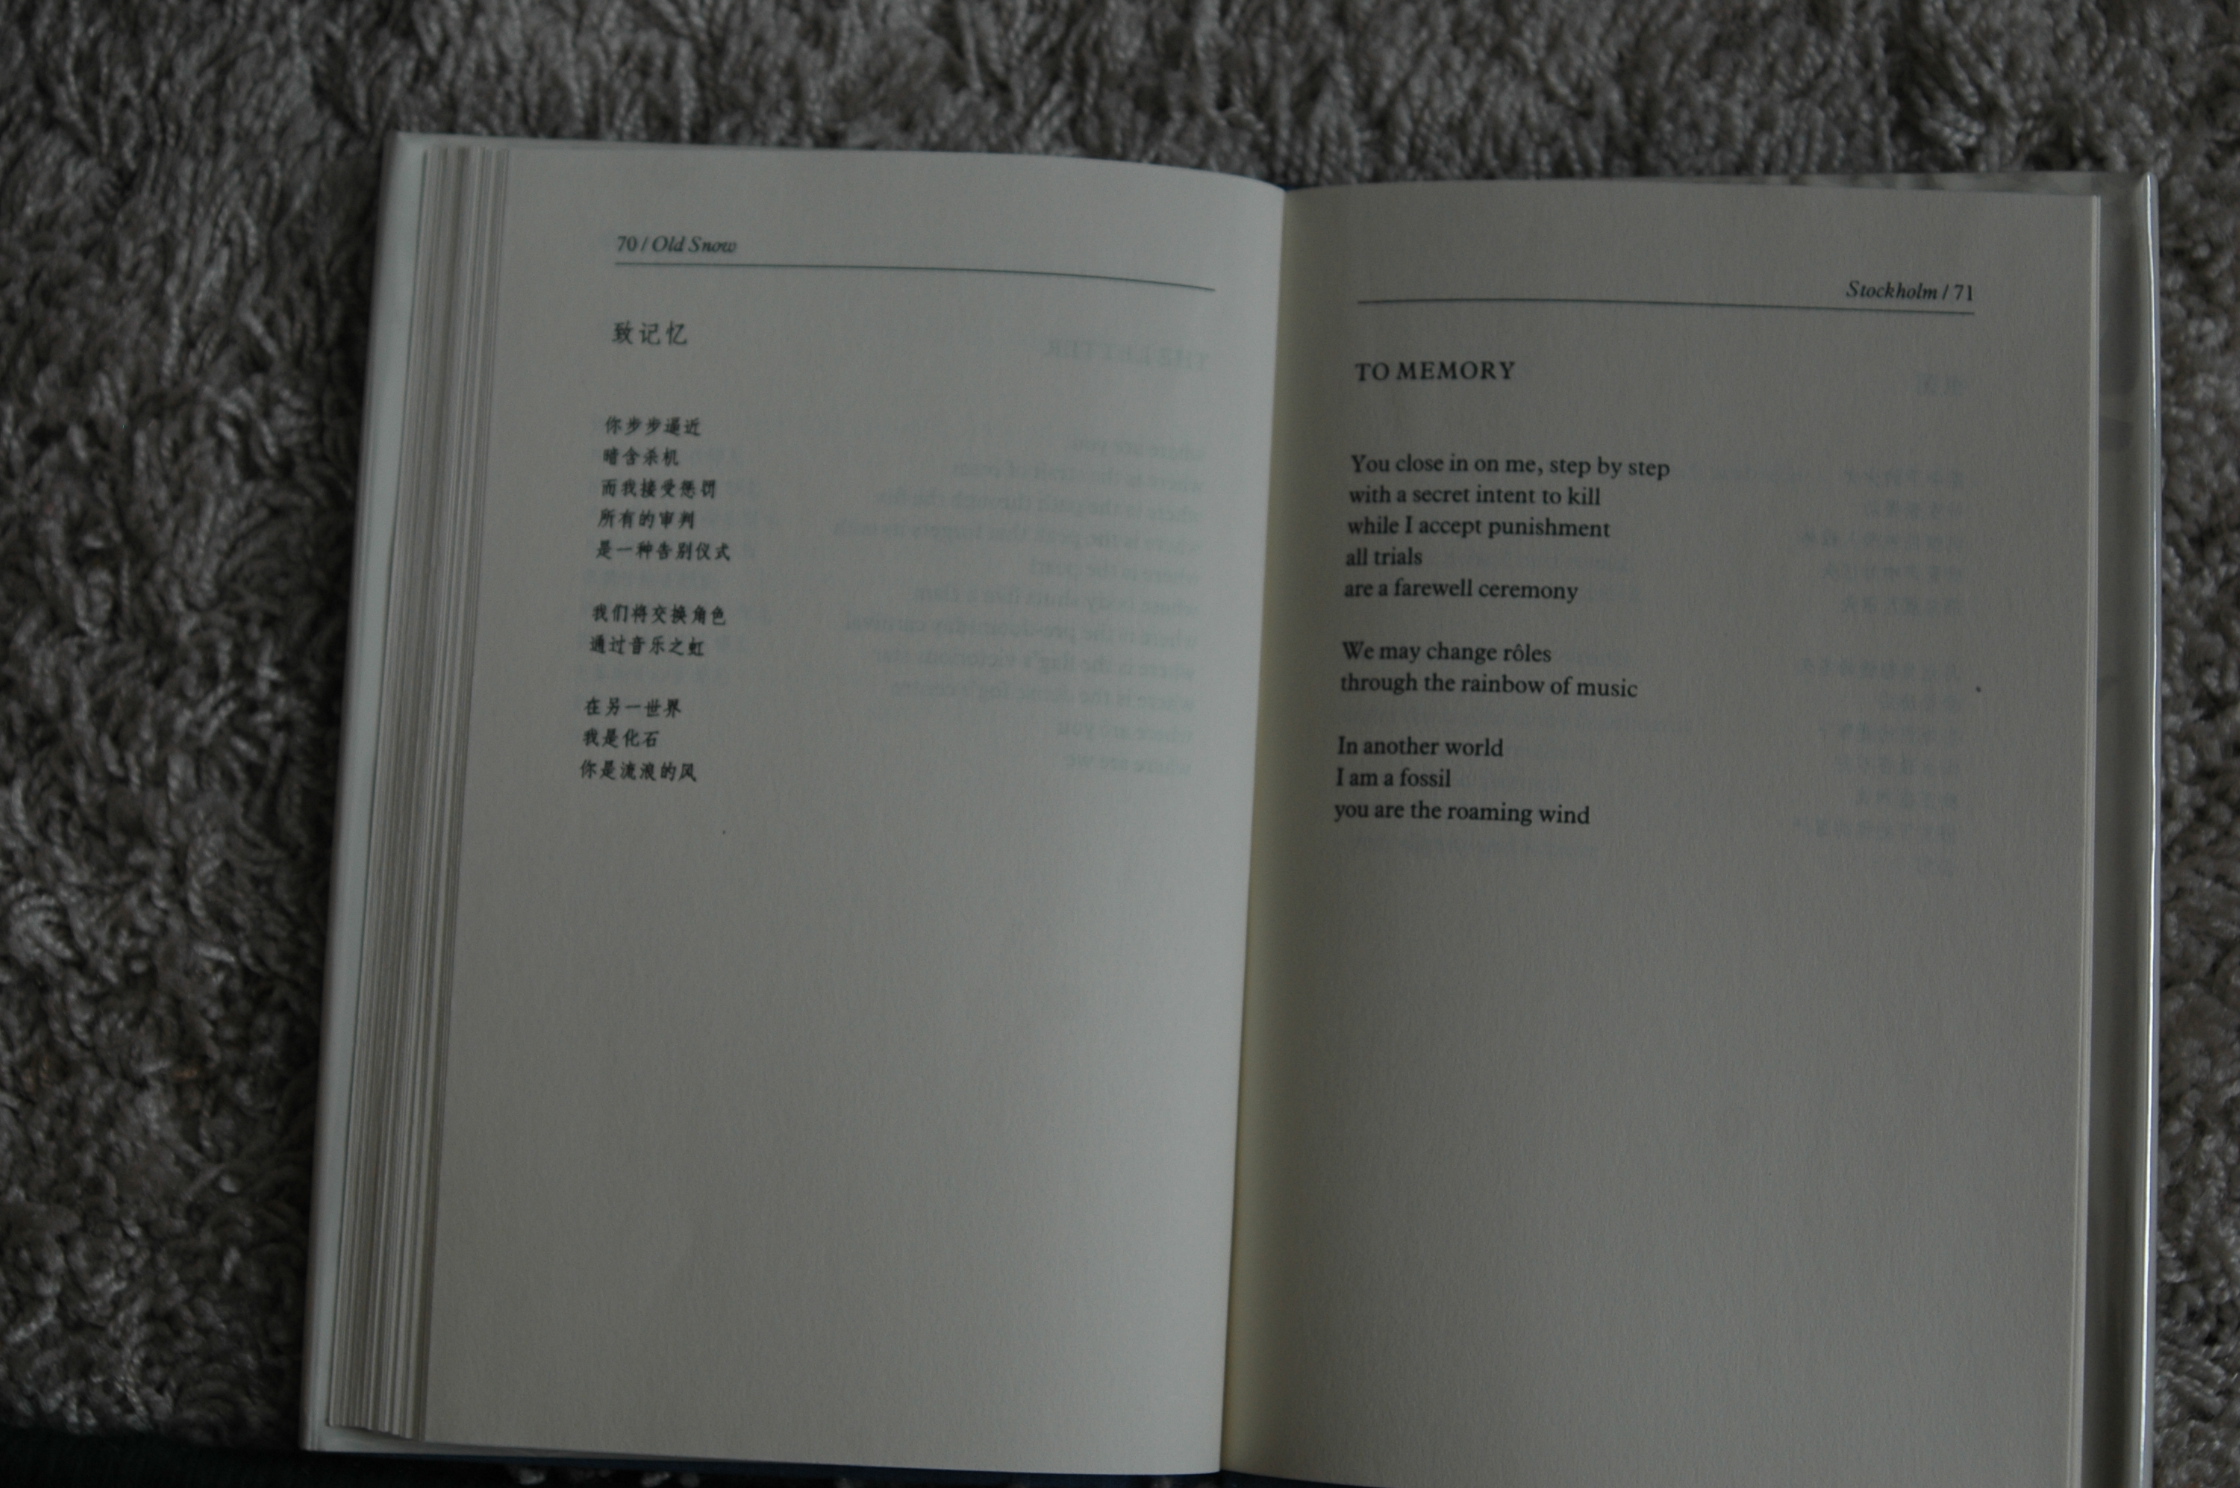 70 / Old Snow
致记忆
你步步逼近
暗含杀机
而我接受惩罚
所有的审判
是一种告别仪式
我们将交换角色
通过音乐之虹
在另一世界
我是化石
你是流浪的风
Stockholm / 71
TO MEMORY
You close in on me, step by step
with a secret intent to kill
while I accept punishment
all trials
are a farewell ceremony
We may change rôles
through the rainbow of music
In another world
I am a fossil
you are the roaming wind